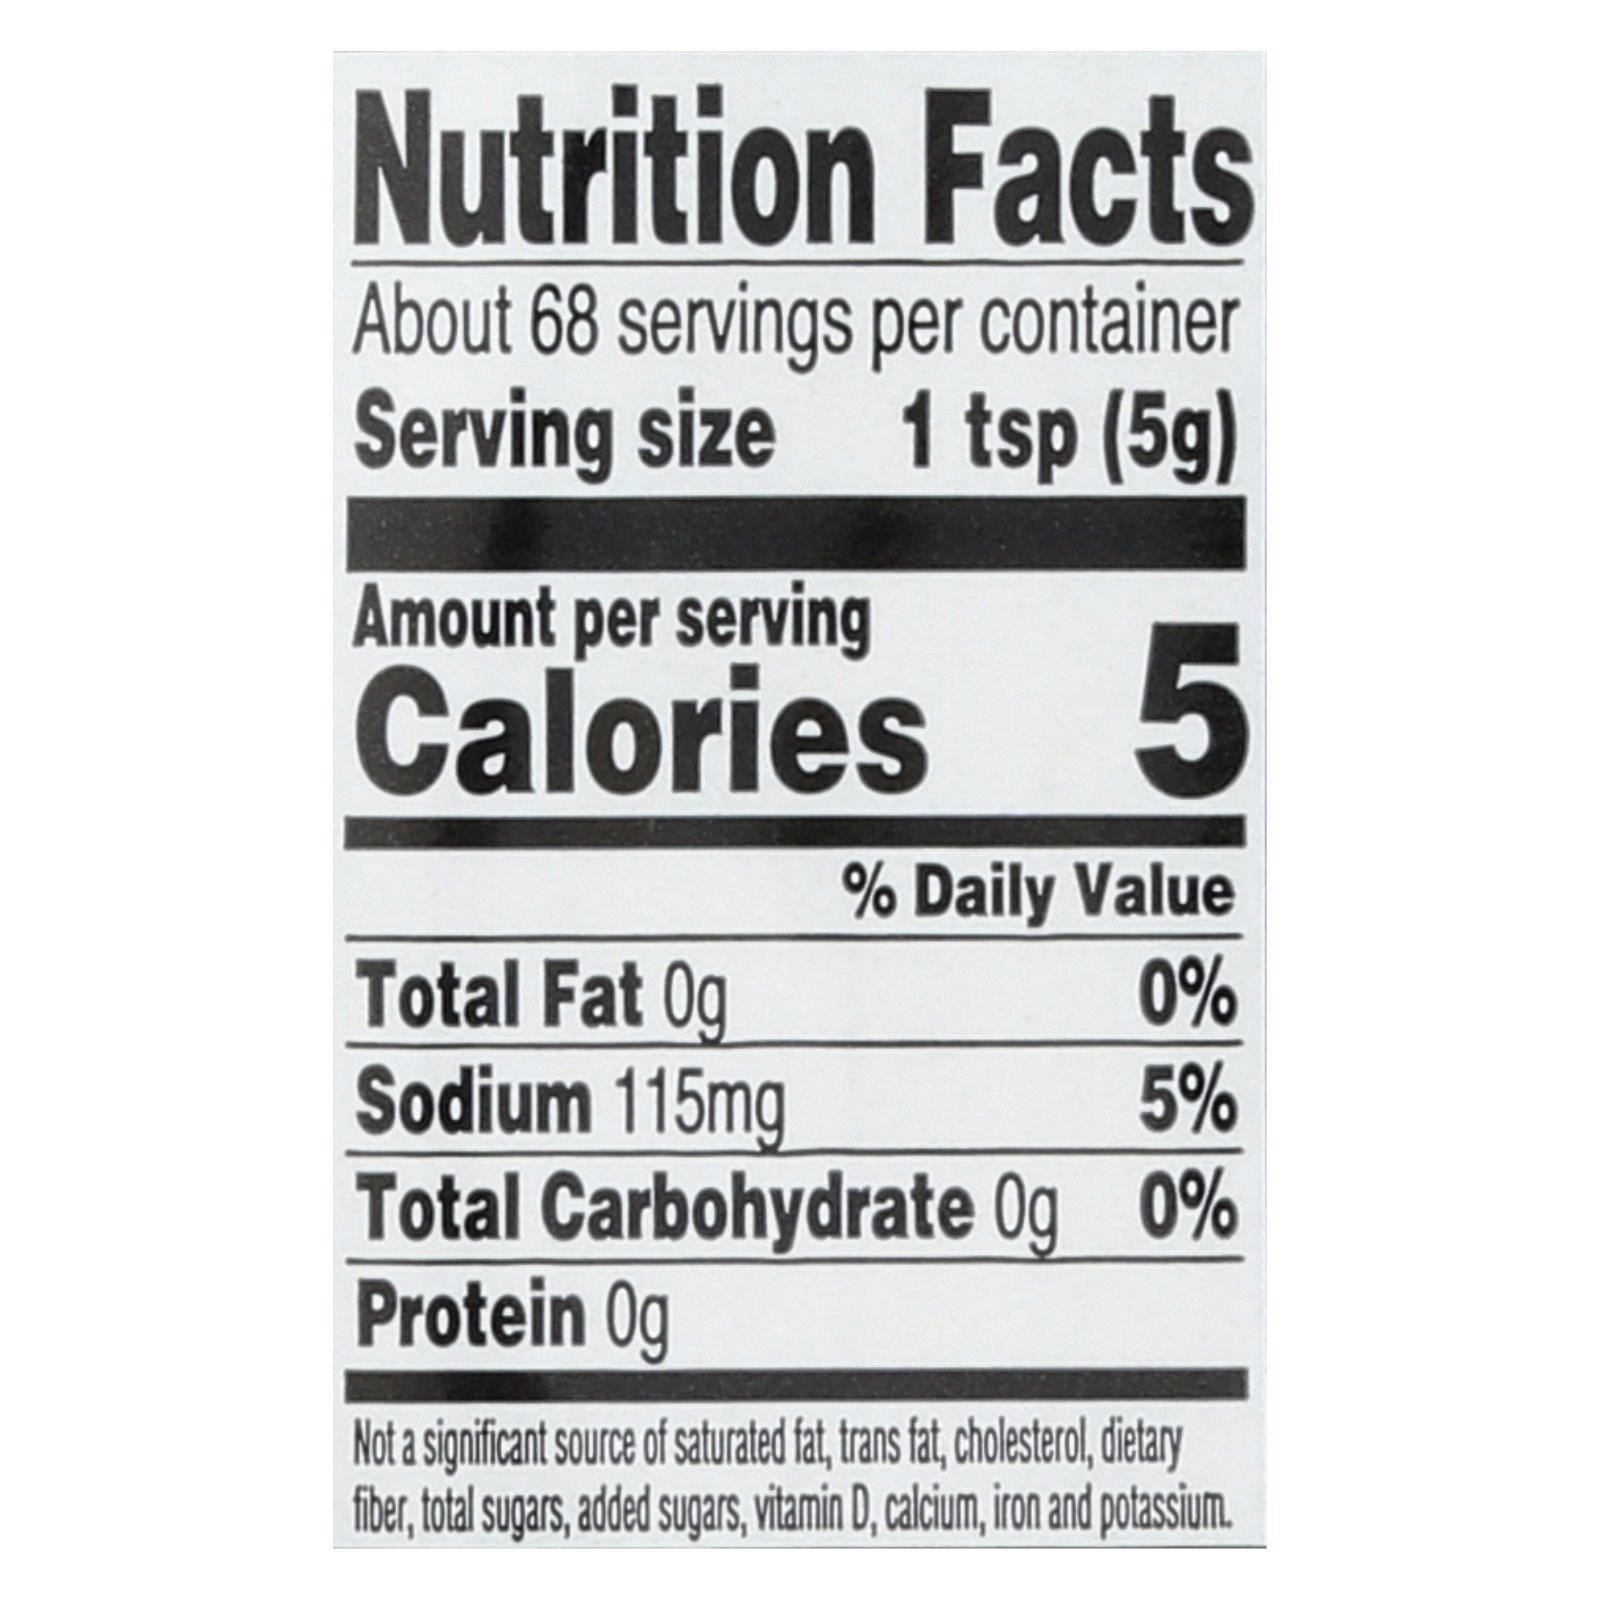 Nutrition Facts
About 68 servings per container
Serving size 1 tsp (5g)
Amount per serving
Calories 5
% Daily Value
Total Fat 0g 0%
Sodium 115mg 5%
Total Carbohydrate 0g 0%
Protein 0g
Not a significant source of saturated fat, trans fat, cholesterol, dietary
fiber, total sugars, added sugars, vitamin D, calcium, iron and potassium.